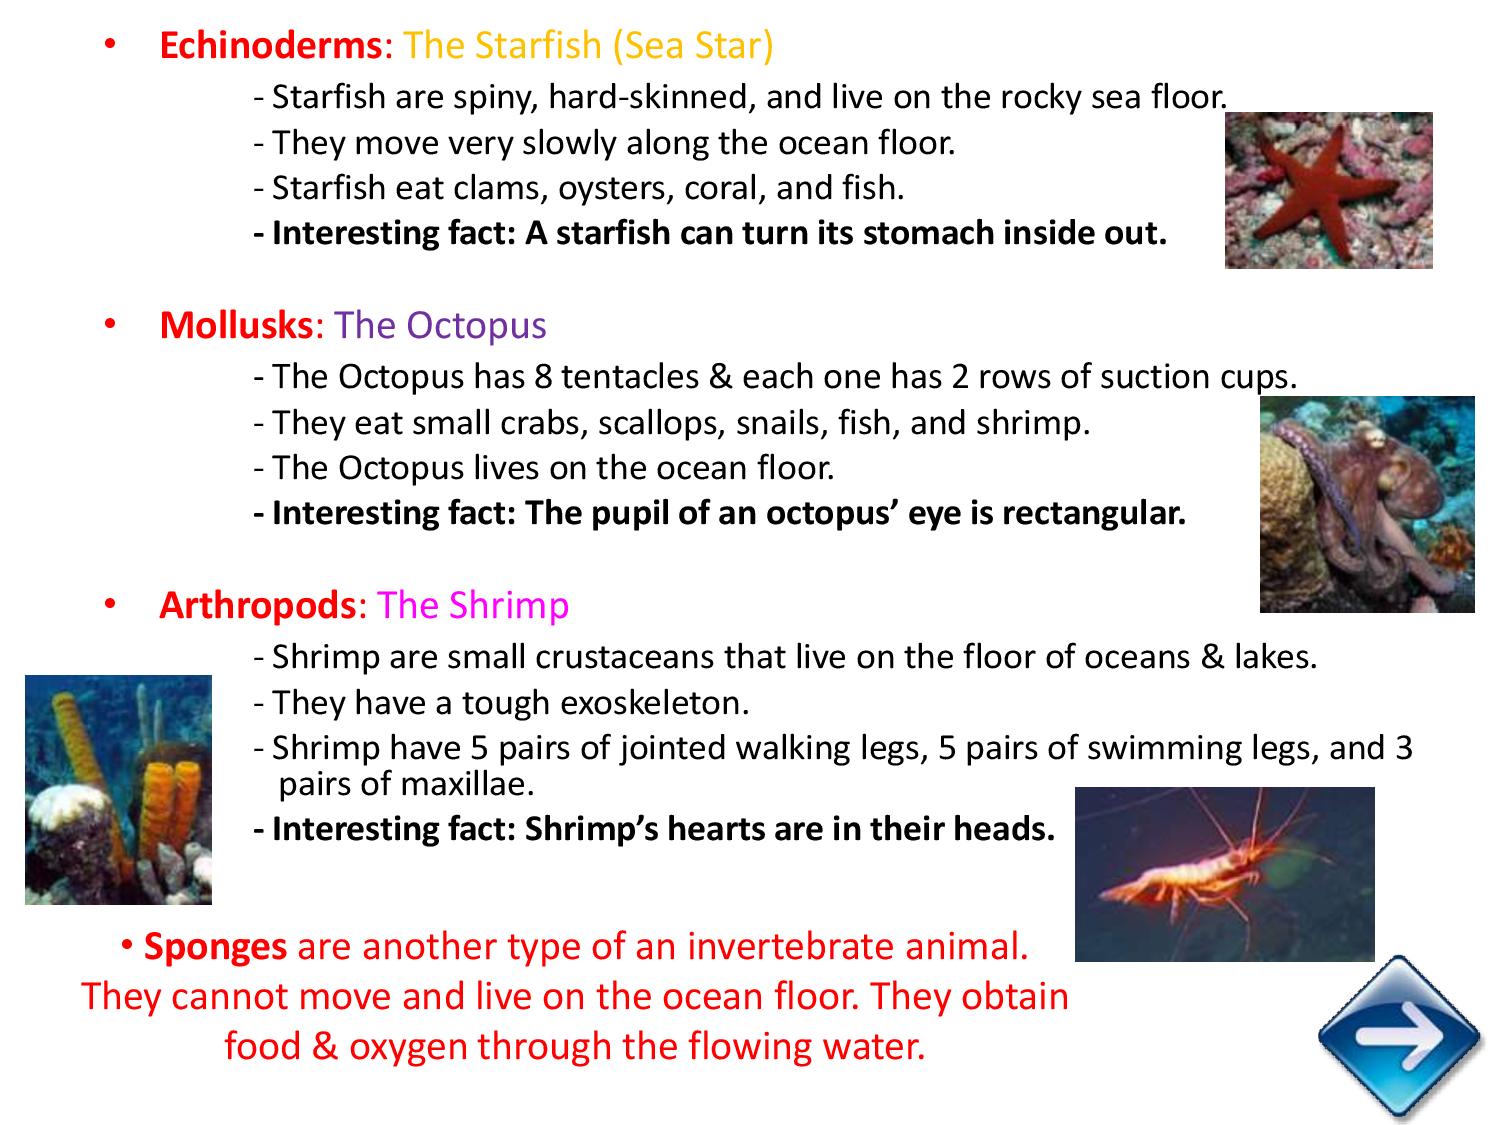 • Echinoderms: The Starfish (Sea Star)
- Starfish are spiny, hard-skinned, and live on the rocky sea floor.
- They move very slowly along the ocean floor.
- Starfish eat clams, oysters, coral, and fish.
- Interesting fact: A starfish can turn its stomach inside out.
• Mollusks: The Octopus
- The Octopus has 8 tentacles & each one has 2 rows of suction cups.
- They eat small crabs, scallops, snails, fish, and shrimp.
- The Octopus lives on the ocean floor.
- Interesting fact: The pupil of an octopus’ eye is rectangular.
• Arthropods: The Shrimp
- Shrimp are small crustaceans that live on the floor of oceans & lakes.
- They have a tough exoskeleton.
- Shrimp have 5 pairs of jointed walking legs, 5 pairs of swimming legs, and 3
pairs of maxillae.
- Interesting fact: Shrimp’s hearts are in their heads.
• Sponges are another type of an invertebrate animal.
They cannot move and live on the ocean floor. They obtain
food & oxygen through the flowing water.